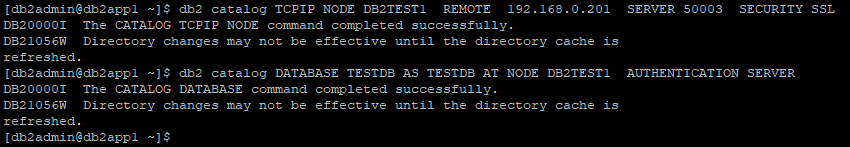 [db2admin@db2app1 ~]$ db2 catalog TCPIP NODE DB2TEST1  REMOTE  192.168.0.201  SERVER 50003  SECURITY SSL
DB20000I  The CATALOG TCPIP NODE command completed successfully.
DB21056W  Directory changes may not be effective until the directory cache is
refreshed.
[db2admin@db2app1 ~]$ db2 catalog DATABASE TESTDB AS TESTDB AT NODE DB2TEST1  AUTHENTICATION SERVER
DB20000I  The CATALOG DATABASE command completed successfully.
DB21056W  Directory changes may not be effective until the directory cache is
refreshed.
[db2admin@db2app1 ~]$